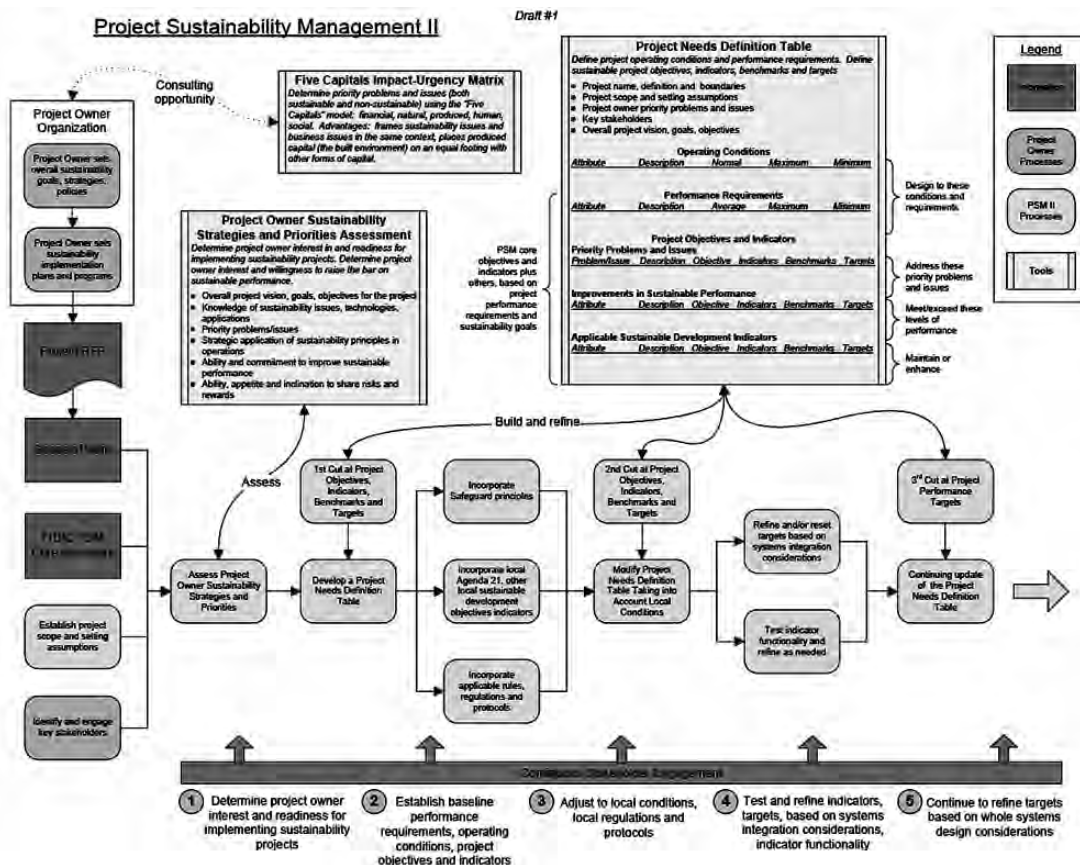 Draft #1
Project Sustainability Management II
Consulting
opportunity
Five Capitals Impact-Urgency Matrix
Determine priority problems and issues (both
sustainable and non-sustainable) using the "Five
Capitals" model: financial, natural, produced, human,
social. Advantages: frames sustainability issues and
business issues in the same context, places produced
capital (the built environment) on an equal footing with
other forms of capital.
Project Owner
Organization
Project Owner sets
overall sustainability
goals, strategies,
policies
Project Owner sets
sustainability
implementation
plans and programs
Project RFP
Establish project
scope and setting
assumptions
Identify and engage
key stakeholders
Project Owner Sustainability
Strategies and Priorities Assessment
Determine project owner interest in and readiness for
implementing sustainability projects. Determine project
owner interest and willingness to raise the bar on
sustainable performance.
Overall project vision, goals, objectives for the project
Knowledge of sustainability issues, technologies,
applications
Priority problems/issues
Strategic application of sustainability principles in
operations
Ability and commitment to improve sustainable
performance
Ability, appetite and inclination to share risks and
rewards
Project Needs Definition Table
Define project operating conditions and performance requirements. Define
sustainable project objectives, indicators, benchmarks and targets
Project name, definition and boundaries
Project scope and setting assumptions
Project owner priority problems and issues
Key stakeholders
Overall project vision, goals, objectives
Operating Conditions
Attribute Description Normal Maximum Minimum
Performance Requirements
Attribute Description Average Maximum Minimum
Project Objectives and Indicators
Priority Problems and Issues
Problem/Issue Description Objective Indicators Benchmarks Targets
Improvements in Sustainable Performance
Attribute Description Objective Indicators Benchmarks Targets
Applicable Sustainable Development Indicators
Attribute Description Objective Indicators Benchmarks Targets
PSM core
objectives and
indicators plus
others, based on
project
performance
requirements and
sustainability goals
Design to these
conditions and
requirements
Address these
priority problems
and issues
Meet/exceed these
levels of
performance
Maintain or
enhance
Legend
Information
Project
Owner
Processes
PSM II
Processes
Tools
Build and refine
Assess
1st Cut at Project
Objectives,
Indicators,
Benchmarks and
Targets
Incorporate
Safeguard principles
2nd Cut at Project
Objectives,
Indicators,
Benchmarks and
Targets
3rd Cut at Project
Performance
Targets
Refine and/or reset
targets based on
systems integration
considerations
Assess Project
Owner Sustainability
Strategies and
Priorities
Develop a Project
Needs Definition
Table
Incorporate local
Agenda 21, other
local sustainable
development
objectives indicators
Modify Project
Needs Definition
Table Taking into
Account Local
Conditions
Continuing update
of the Project
Needs Definition
Table
Test indicator
functionality and
refine as needed
Incorporate
applicable rules,
regulations and
protocols
Continuous Stakeholder Engagement
1 Determine project owner
interest and readiness for
implementing sustainability
projects
2 Establish baseline
performance
requirements, operating
conditions, project
objectives and indicators
3 Adjust to local conditions,
local regulations and
protocols
4 Test and refine indicators,
targets, based on systems
integration considerations,
indicator functionality
5 Continue to refine targets
based on whole systems
design considerations